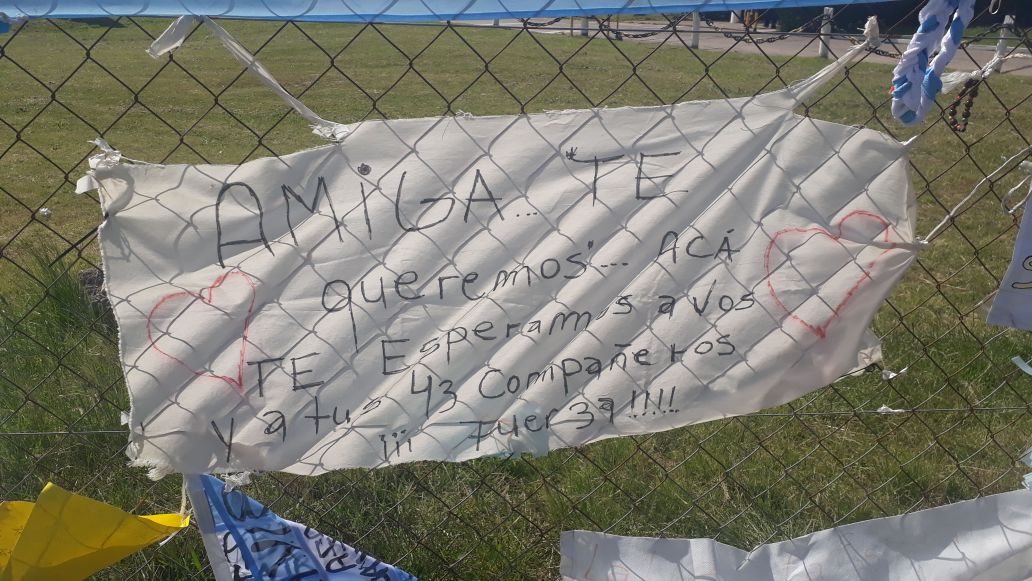 AMiGA... "TE
queremos"... ACÁ
TE Esperamos a vos
y a tus 43 Compañeros
¡¡¡ Fuerza!!!!!